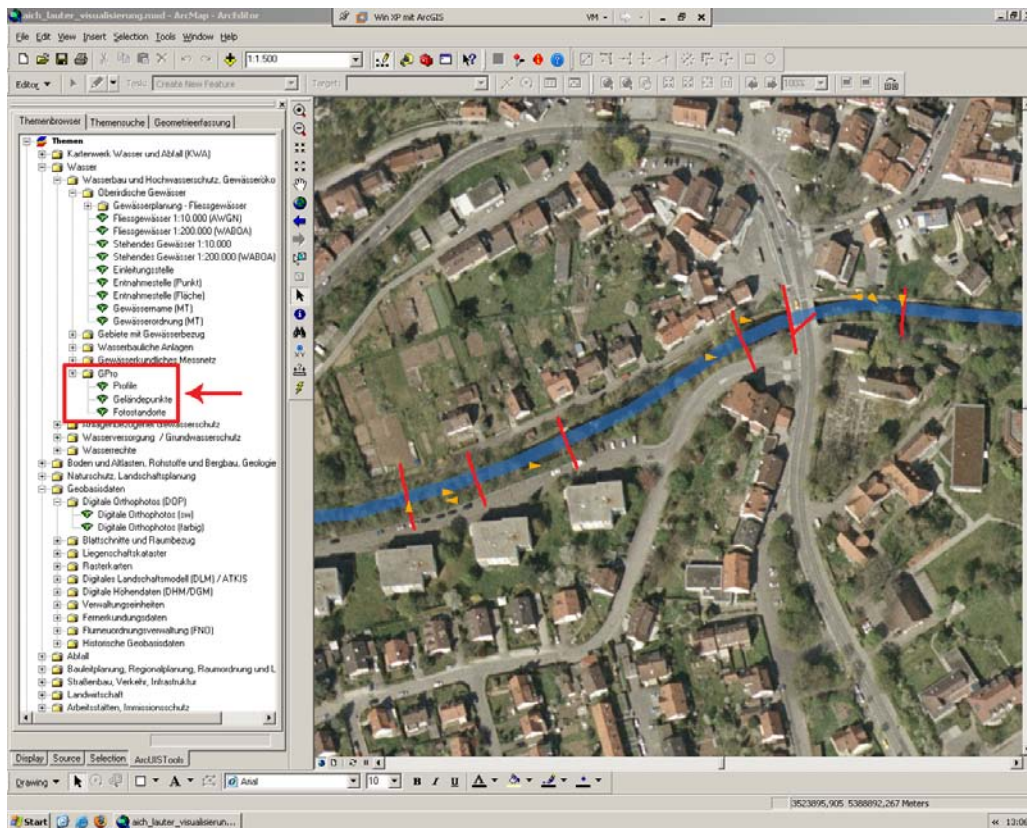 aich_lauter_visualisierung.mxd - ArcMap - ArcEditor
Win XP mit ArcGIS
VM
File Edit View Insert Selection Tools Window Help
1:1.500
Editor
Task:
Create New Feature
Target:
100%
Themenbrowser
Themensuche
Geometrieerfassung
Themen
Kartenwerk Wasser und Abfall (KWA)
Wasser
Wasserbau und Hochwasserschutz, Gewässeröko
Oberirdische Gewässer
Gewässerplanung - Fliessgewässer
Fliessgewässer 1:10.000 (AWGN)
Fliessgewässer 1:200.000 (WABOA)
Stehendes Gewässer 1:10.000
Stehendes Gewässer 1:200.000 (WABOA)
Einleitungsstelle
Entnahmestelle (Punkt)
Entnahmestelle (Fläche)
Gewässername (MT)
Gewässerordnung (MT)
Gebiete mit Gewässerbezug
Wasserbauliche Anlagen
Gewässerkundliches Messnetz
GPro
Profile
Geländepunkte
Fotostandorte
Anlagenbezogener Gewässerschutz
Wasserversorgung / Grundwasserschutz
Wasserrechte
Boden und Altlasten, Rohstoffe und Bergbau, Geologie
Naturschutz, Landschaftsplanung
Geobasisdaten
Digitale Orthophotos (DOP)
Digitale Orthophotos (sw)
Digitale Orthophotos (farbig)
Blattschnitte und Raumbezug
Liegenschaftskataster
Rasterkarten
Digitales Landschaftsmodell (DLM) / ATKIS
Digitale Höhendaten (DHM/DGM)
Verwaltungseinheiten
Fernerkundungsdaten
Flurneuordnungsverwaltung (FNO)
Historische Geobasisdaten
Abfall
Bauleitplanung, Regionalplanung, Raumordnung und L
Straßenbau, Verkehr, Infrastruktur
Landwirtschaft
Arbeitsstätten, Immissionsschutz
Display
Source
Selection
ArcUISTools
Drawing
A
Arial
10
B I U A
3523895,905 5388892,267 Meters
Start
aich_lauter_visualisierun...
13:06